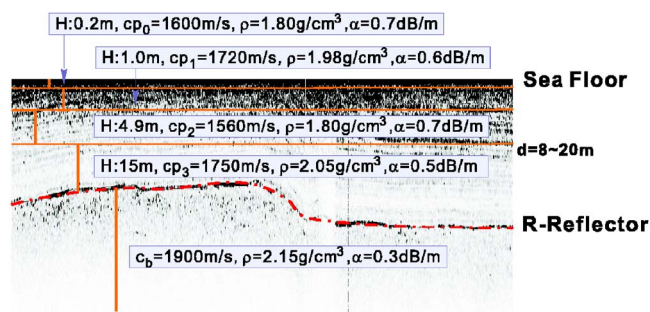 H:0.2m, cp₀=1600m/s, ρ=1.80g/cm³,α=0.7dB/m
H:1.0m, cp₁=1720m/s, ρ=1.98g/cm³,α=0.6dB/m
Sea Floor
H:4.9m, cp₂=1560m/s, ρ=1.80g/cm³,α=0.7dB/m
d=8~20m
H:15m, cp₃=1750m/s, ρ=2.05g/cm³,α=0.5dB/m
R-Reflector
c_b=1900m/s, ρ=2.15g/cm³,α=0.3dB/m